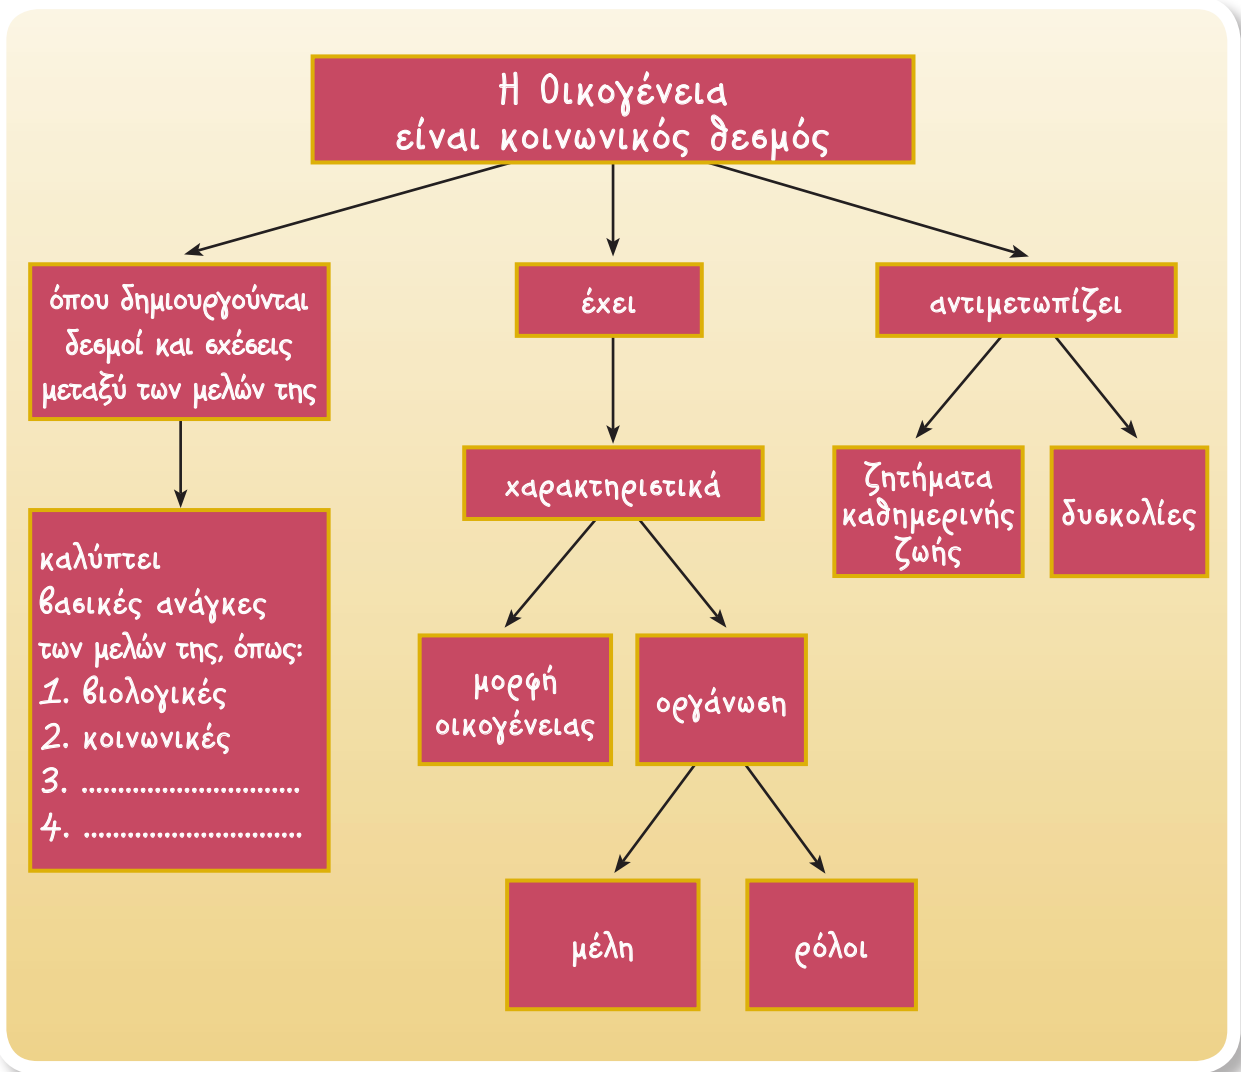 Η Οικογένεια
είναι κοινωνικός θεσμός
όπου δημιουργούνται
δεσμοί και σχέσεις
μεταξύ των μελών της
έχει
αντιμετωπίζει
χαρακτηριστικά
ζητήματα
καθημερινής
ζωής
δυσκολίες
καλύπτει
βασικές ανάγκες
των μελών της, όπως:
1. βιολογικές
2. κοινωνικές
3. ..............................
4. ..............................
μορφή
οικογένειας
οργάνωση
μέλη
ρόλοι